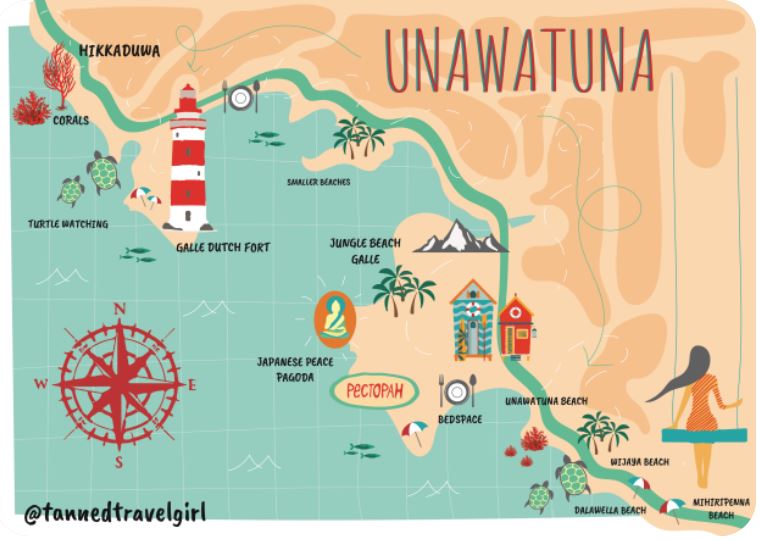 UNAWATUNA
HIKKADUWA
CORALS
SMALLER BEACHES
TURTLE WATCHING
GALLE DUTCH FORT
JUNGLE BEACH
GALLE
N
W
E
S
JAPANESE PEACE
PAGODA
РЕСТОРАН
BEDSPACE
UNAWATUNA BEACH
WIJAYA BEACH
DALAWELLA BEACH
MIHIRIPENNA
BEACH
@tannedtravelgirl